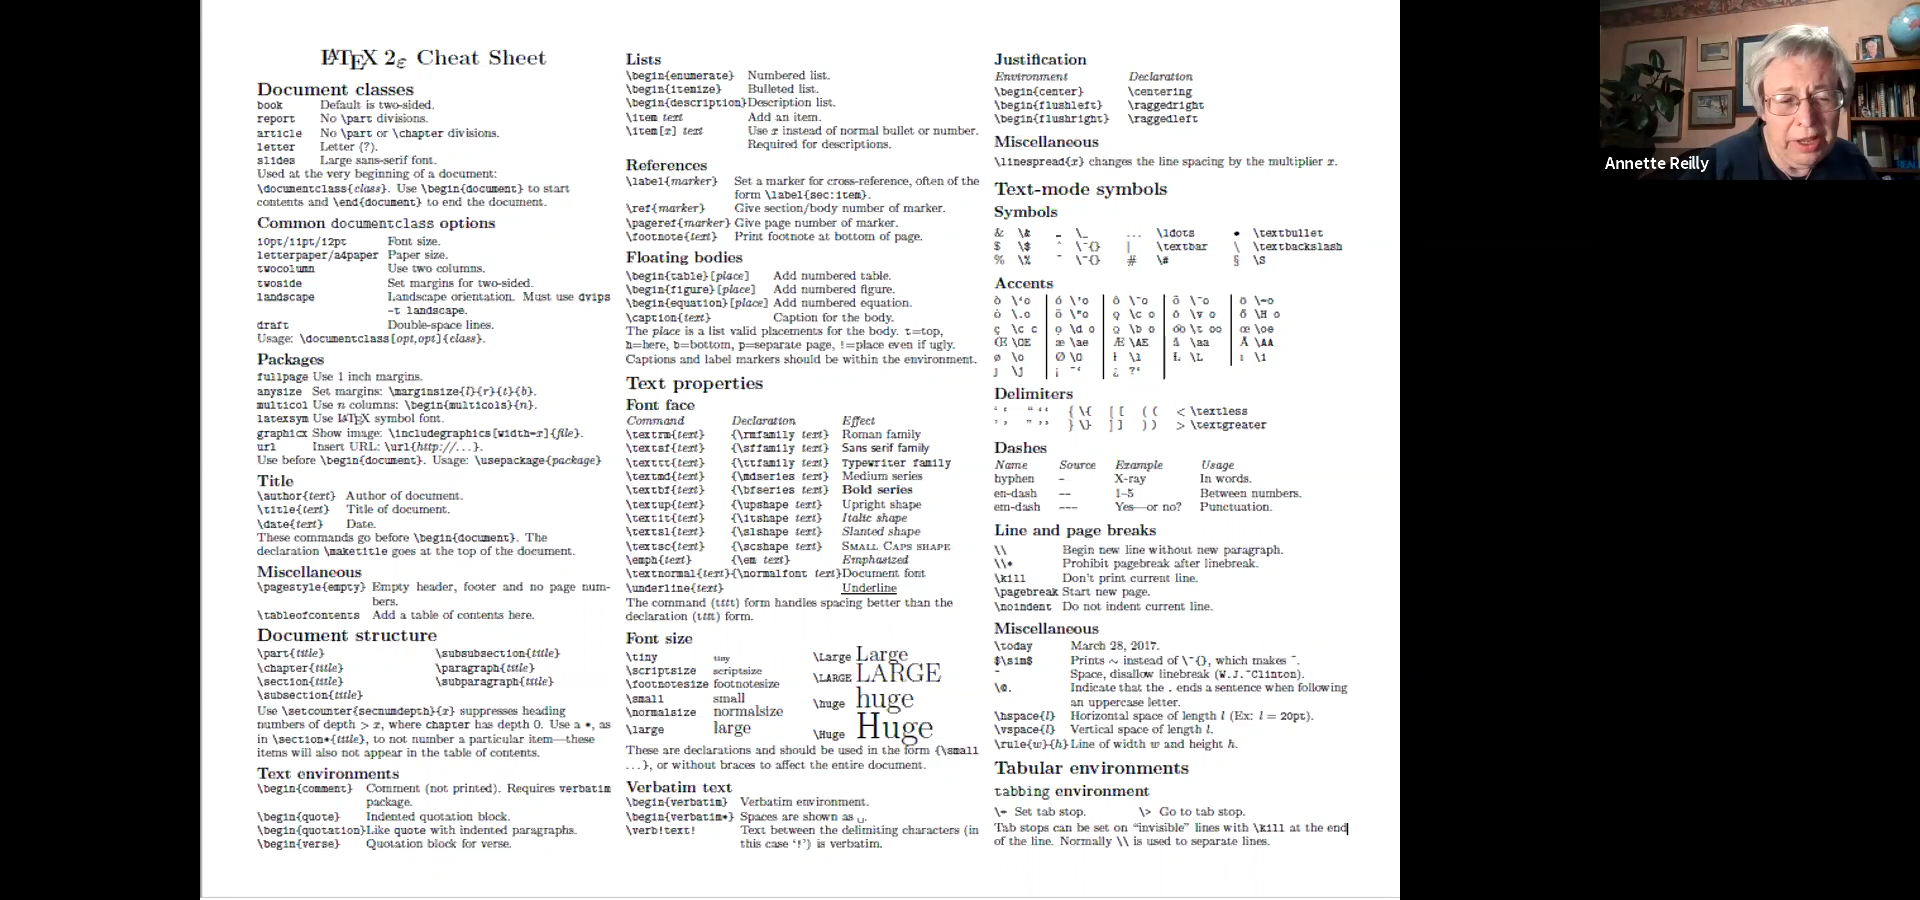 LATEX 2ε Cheat Sheet
Document classes
book Default is two-sided.
report No \part divisions.
article No \part or \chapter divisions.
letter Letter (?).
slides Large sans-serif font.
Used at the very beginning of a document:
\documentclass{class}. Use \begin{document} to start
contents and \end{document} to end the document.
Common documentclass options
10pt/11pt/12pt Font size.
letterpaper/a4paper Paper size.
twocolumn Use two columns.
twoside Set margins for two-sided.
landscape Landscape orientation. Must use dvips
-t landscape.
draft Double-space lines.
Usage: \documentclass[opt,opt]{class}.
Packages
fullpage Use 1 inch margins.
anysize Set margins: \marginsize{l}{r}{t}{b}.
multicol Use n columns: \begin{multicols}{n}.
latexsym Use LATEX symbol font.
graphicx Show image: \includegraphics[width=x]{file}.
url Insert URL: \url{http://...}.
Use before \begin{document}. Usage: \usepackage{package}
Title
\author{text} Author of document.
\title{text} Title of document.
\date{text} Date.
These commands go before \begin{document}. The
declaration \maketitle goes at the top of the document.
Miscellaneous
\pagestyle{empty} Empty header, footer and no page num-
bers.
\tableofcontents Add a table of contents here.
Document structure
\part{title} \subsubsection{title}
\chapter{title} \paragraph{title}
\section{title} \subparagraph{title}
\subsection{title}
Use \setcounter{secnumdepth}{x} suppresses heading
numbers of depth > x, where chapter has depth 0. Use a *, as
in \section*{title}, to not number a particular item—these
items will also not appear in the table of contents.
Text environments
\begin{comment} Comment (not printed). Requires verbatim
package.
\begin{quote} Indented quotation block.
\begin{quotation} Like quote with indented paragraphs.
\begin{verse} Quotation block for verse.
Lists
\begin{enumerate} Numbered list.
\begin{itemize} Bulleted list.
\begin{description} Description list.
\item text Add an item.
\item[x] text Use x instead of normal bullet or number.
Required for descriptions.
References
\label{marker} Set a marker for cross-reference, often of the
form \label{sec:item}.
\ref{marker} Give section/body number of marker.
\pageref{marker} Give page number of marker.
\footnote{text} Print footnote at bottom of page.
Floating bodies
\begin{table}[place] Add numbered table.
\begin{figure}[place] Add numbered figure.
\begin{equation}[place] Add numbered equation.
\caption{text} Caption for the body.
The place is a list valid placements for the body. t=top,
h=here, b=bottom, p=separate page, !=place even if ugly.
Captions and label markers should be within the environment.
Text properties
Font face
Command Declaration Effect
\textrm{text} {\rmfamily text} Roman family
\textsf{text} {\sffamily text} Sans serif family
\texttt{text} {\ttfamily text} Typewriter family
\textmd{text} {\mdseries text} Medium series
\textbf{text} {\bfseries text} Bold series
\textup{text} {\upshape text} Upright shape
\textit{text} {\itshape text} Italic shape
\textsl{text} {\slshape text} Slanted shape
\textsc{text} {\scshape text} Small Caps shape
\emph{text} {\em text} Emphasized
\textnormal{text} {\normalfont text} Document font
\underline{text} Underline
The command (tttt) form handles spacing better than the
declaration (tttt) form.
Font size
\tiny tiny \Large Large
\scriptsize scriptsize \LARGE LARGE
\footnotesize footnotesize
\small small \huge huge
\normalsize normalsize
\large large \Huge Huge
These are declarations and should be used in the form {\small
...}, or without braces to affect the entire document.
Verbatim text
\begin{verbatim} Verbatim environment.
\begin{verbatim*} Spaces are shown as ␣.
\verb!text! Text between the delimiting characters (in
this case ‘!’) is verbatim.
Justification
Environment Declaration
\begin{center} \centering
\begin{flushleft} \raggedright
\begin{flushright} \raggedleft
Miscellaneous
\linespread{x} changes the line spacing by the multiplier x.
Text-mode symbols
Symbols
& \& _ \_ ... \ldots • \textbullet
$ \$ ^ \^{} | \textbar \ \textbackslash
% \% ~ \~{} # \# § \S
Accents
ò \`o ó \'o ô \^o õ \~o ō \=o
ȯ \.o ö \"o \c o \v o ő \H o
ç \c c ọ \d o \b o \t oo œ \oe
Œ \OE æ \ae Æ \AE å \aa Å \AA
ø \o Ø \O ł \l Ł \L ı \i
ȷ \j ¡ !` ¿ ?`
Delimiters
‘ ` “ `` { \{ [ [ ( ( < \textless
’ ' ” '' } \} ] ] ) ) > \textgreater
Dashes
Name Source Example Usage
hyphen - X-ray In words.
en-dash -- 1–5 Between numbers.
em-dash --- Yes—or no? Punctuation.
Line and page breaks
\\ Begin new line without new paragraph.
\\* Prohibit pagebreak after linebreak.
\kill Don't print current line.
\pagebreak Start new page.
\noindent Do not indent current line.
Miscellaneous
\today March 28, 2017.
$\sim$ Prints ∼ instead of \~{}, which makes ~.
~ Space, disallow linebreak (W.J.~Clinton).
\@. Indicate that the . ends a sentence when following
an uppercase letter.
\hspace{l} Horizontal space of length l (Ex: l = 20pt).
\vspace{l} Vertical space of length l.
\rule{w}{h} Line of width w and height h.
Tabular environments
tabbing environment
\= Set tab stop. \> Go to tab stop.
Tab stops can be set on “invisible” lines with \kill at the end
of the line. Normally \\ is used to separate lines.
Annette Reilly